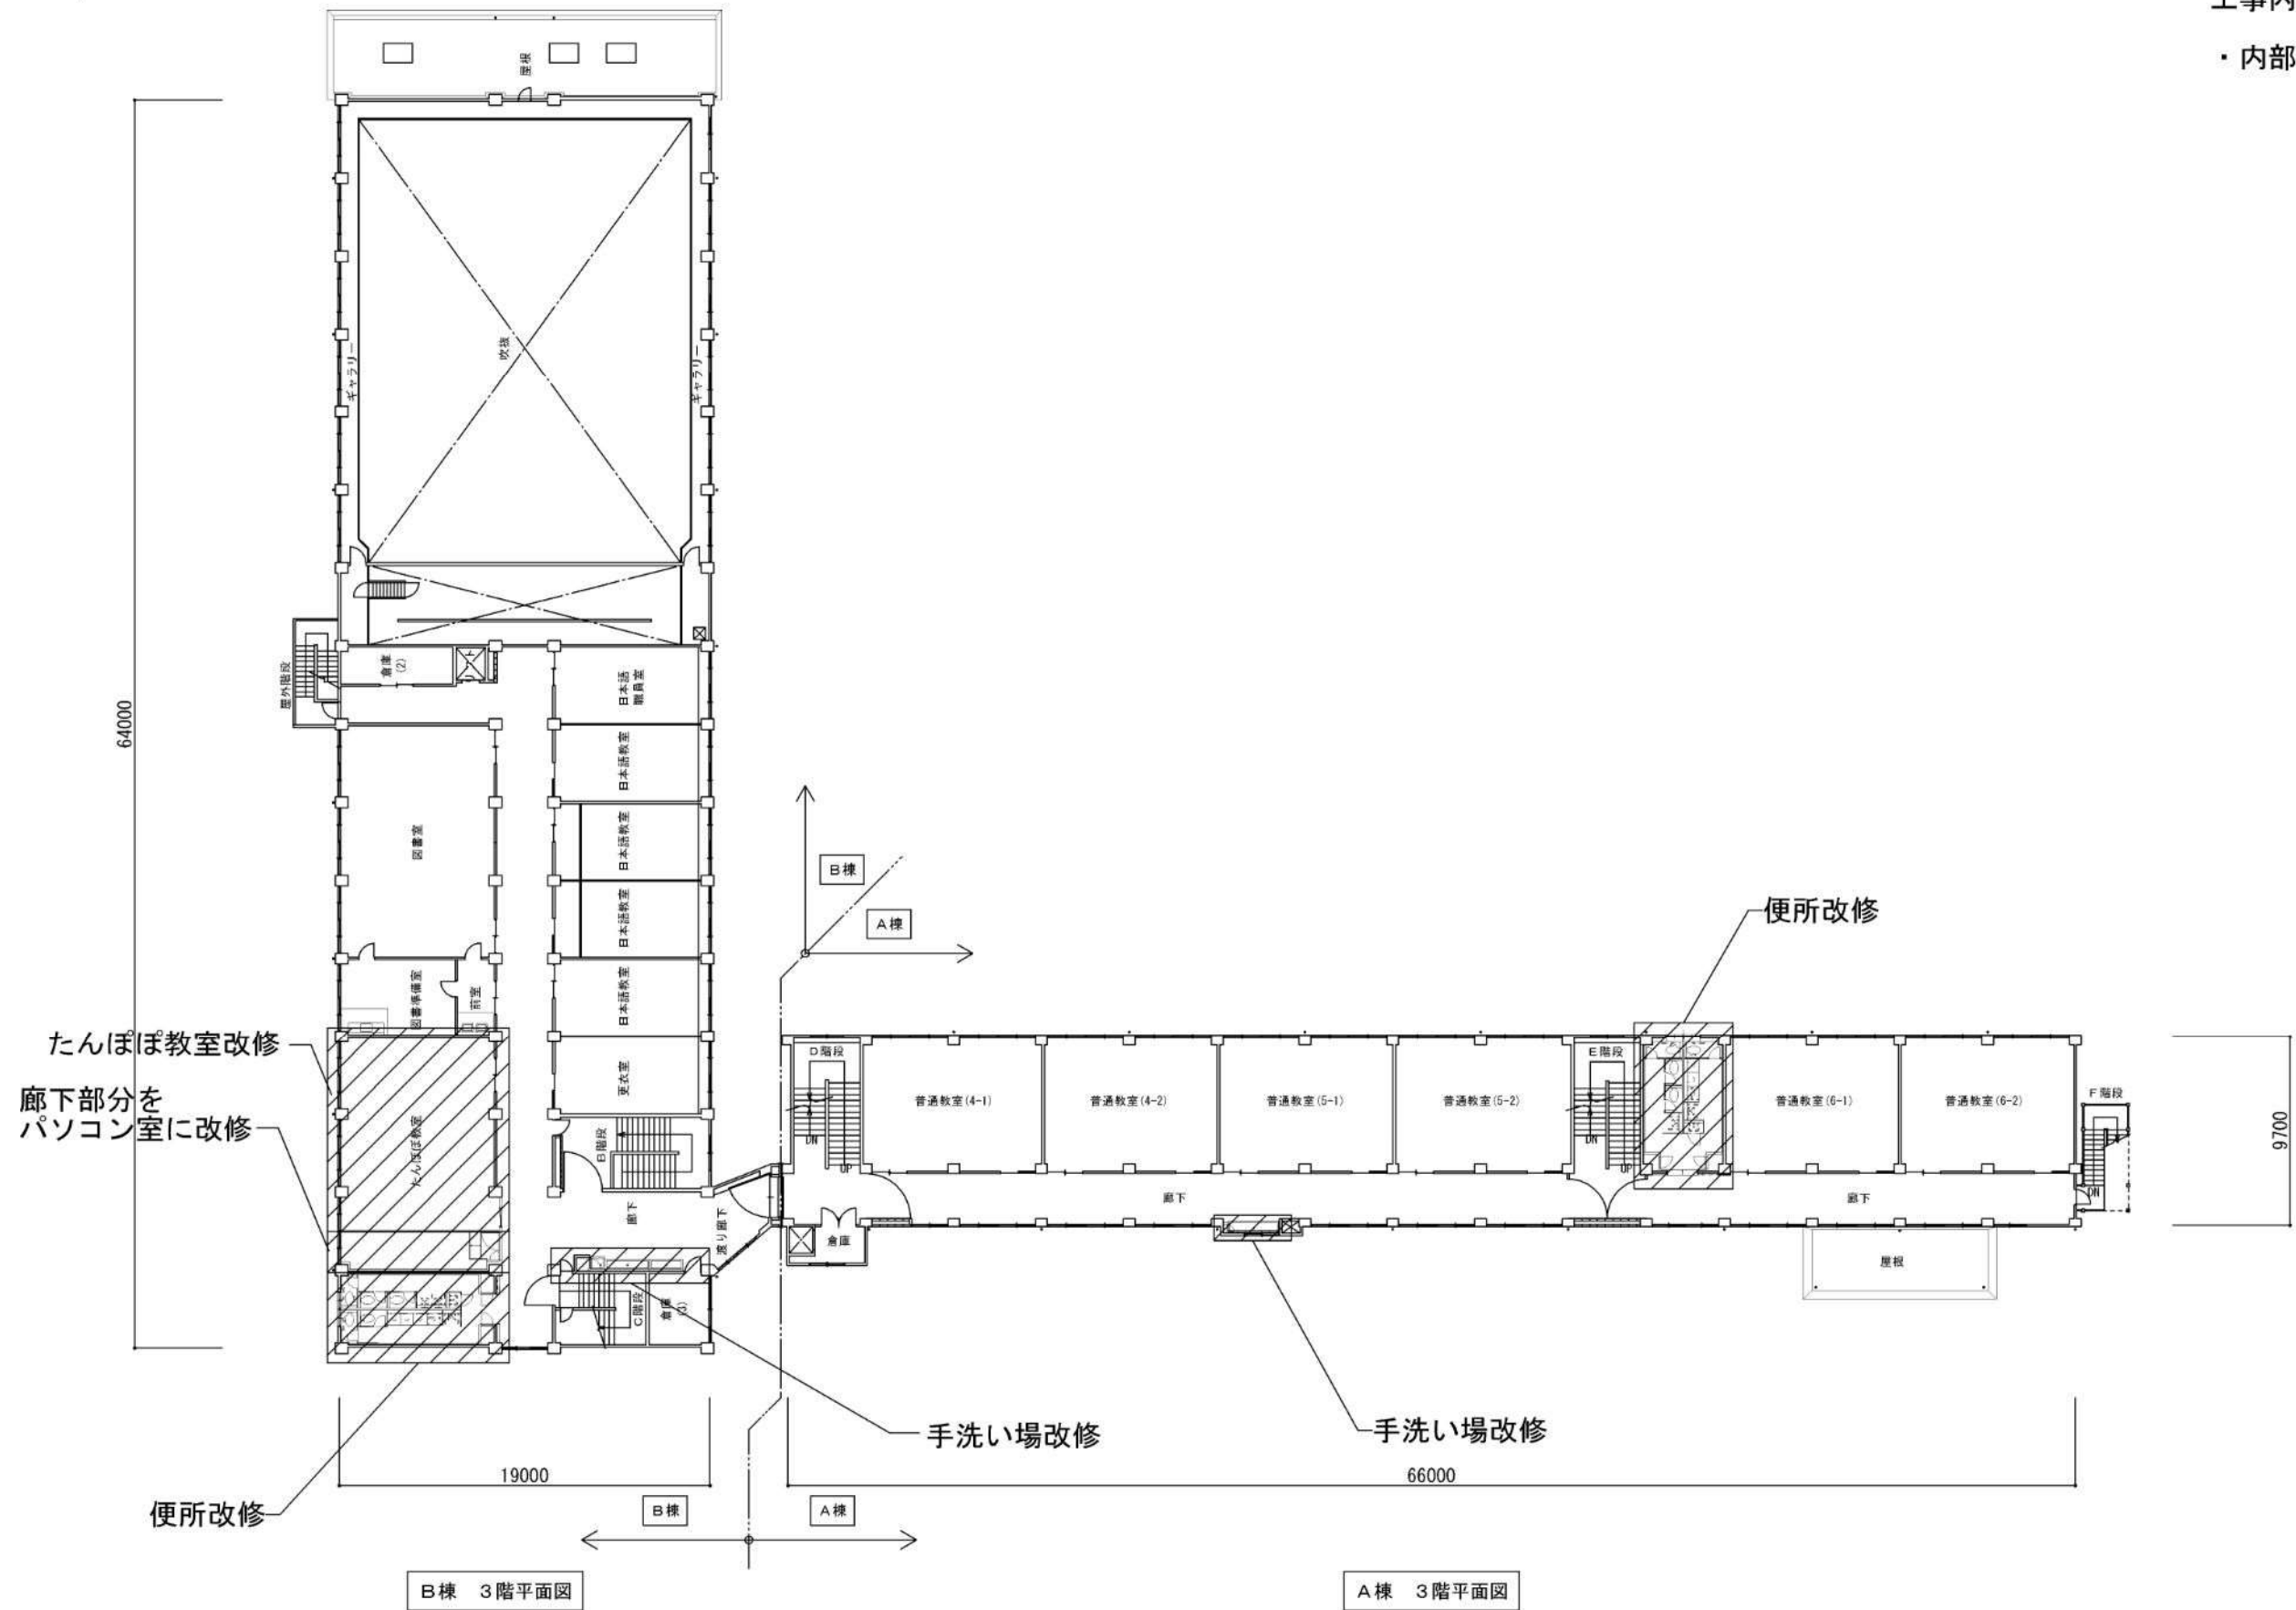 ・内部
屋根
ギャラリー
吹抜
ギャラリー
64000
屋外階段
倉庫
(2)
リフト
日本語
職員室
図書室
日本語教室
日本語教室
日本語教室
日本語教室
図書準備室
前室
更衣室
たんぽぽ教室改修
廊下部分を
パソコン室に改修
たんぽぽ教室
B階段
廊下
渡り廊下
C階段
倉庫
(3)
便所改修
手洗い場改修
19000
B棟
A棟
B棟
A棟
D階段
DN
UP
普通教室(4-1)
普通教室(4-2)
普通教室(5-1)
普通教室(5-2)
E階段
DN
UP
便所改修
普通教室(6-1)
普通教室(6-2)
F階段
DN
9700
廊下
廊下
倉庫
屋根
手洗い場改修
66000
B棟　3階平面図
A棟　3階平面図